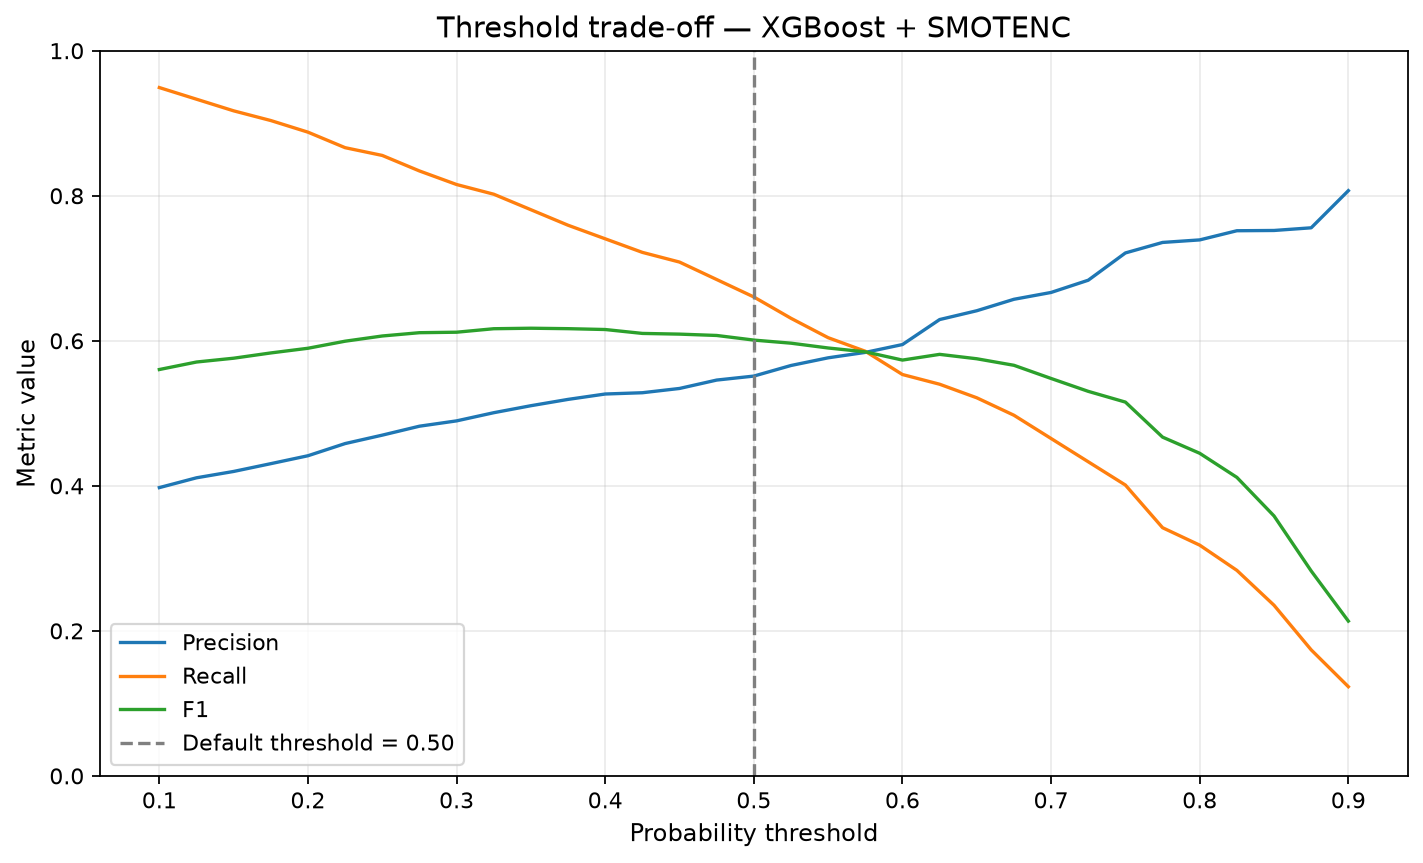 Threshold trade-off — XGBoost + SMOTENC
1.0
0.8
0.6
0.4
0.2
0.0
Metric value
Precision
Recall
F1
Default threshold = 0.50
0.1 0.2 0.3 0.4 0.5 0.6 0.7 0.8 0.9
Probability threshold